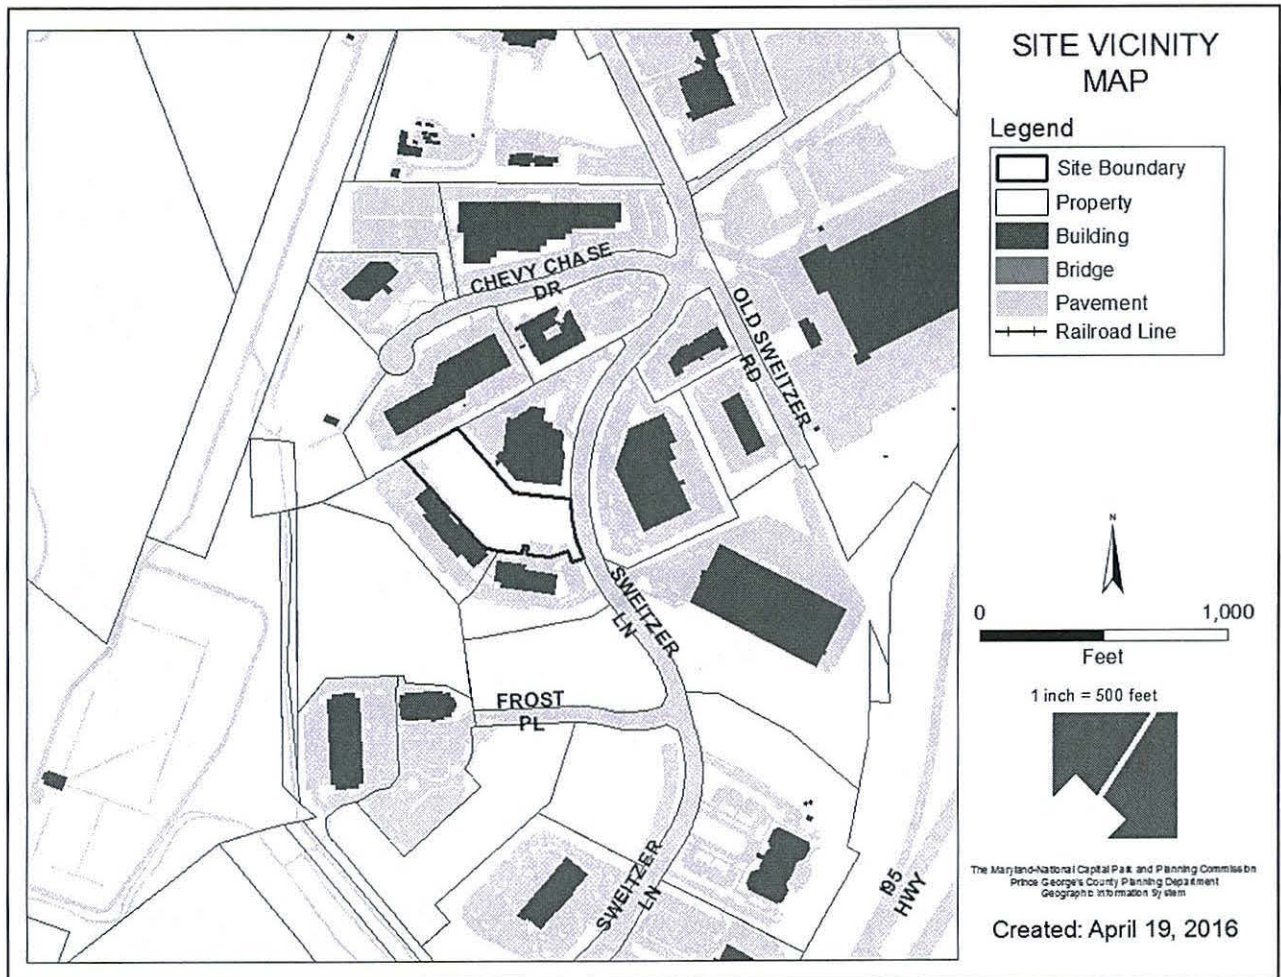 SITE VICINITY
MAP
Legend
Site Boundary
Property
Building
Bridge
Pavement
Railroad Line
CHEVY CHASE
DR
OLD SWEITZER
RD
SWEITZER
LN
FROST
PL
SWEITZER
LN
I95
HWY
N
0 1,000
Feet
1 inch = 500 feet
The Maryland-National Capital Park and Planning Commission
Prince George's County Planning Department
Geographic Information System
Created: April 19, 2016